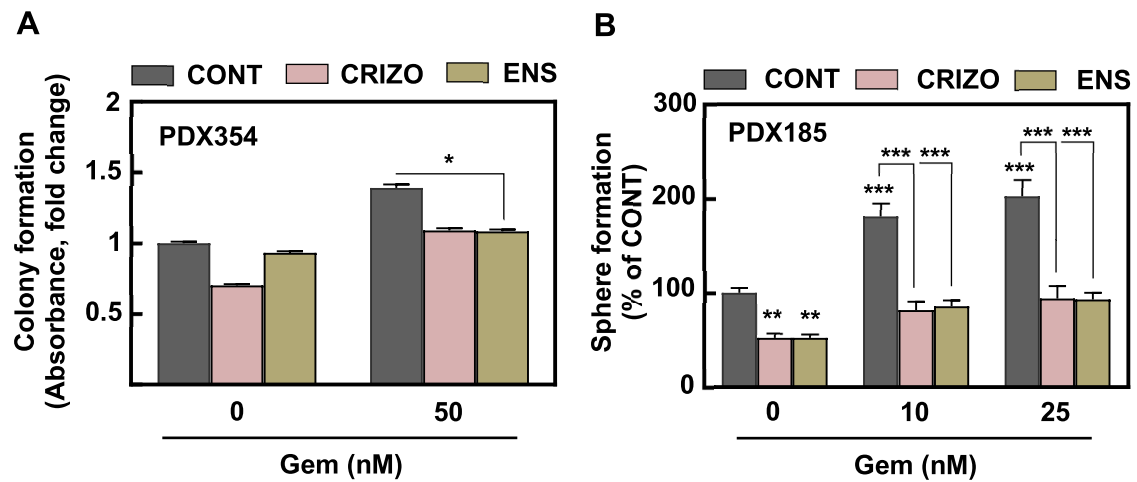 A
CONT CRIZO ENS
Colony formation
(Absorbance, fold change)
2
1.5
1
0.5
PDX354
*
0 50
Gem (nM)
B
CONT CRIZO ENS
Sphere formation
(% of CONT)
300
200
100
0
PDX185
*** *** *** ***
*** ***
** **
0 10 25
Gem (nM)